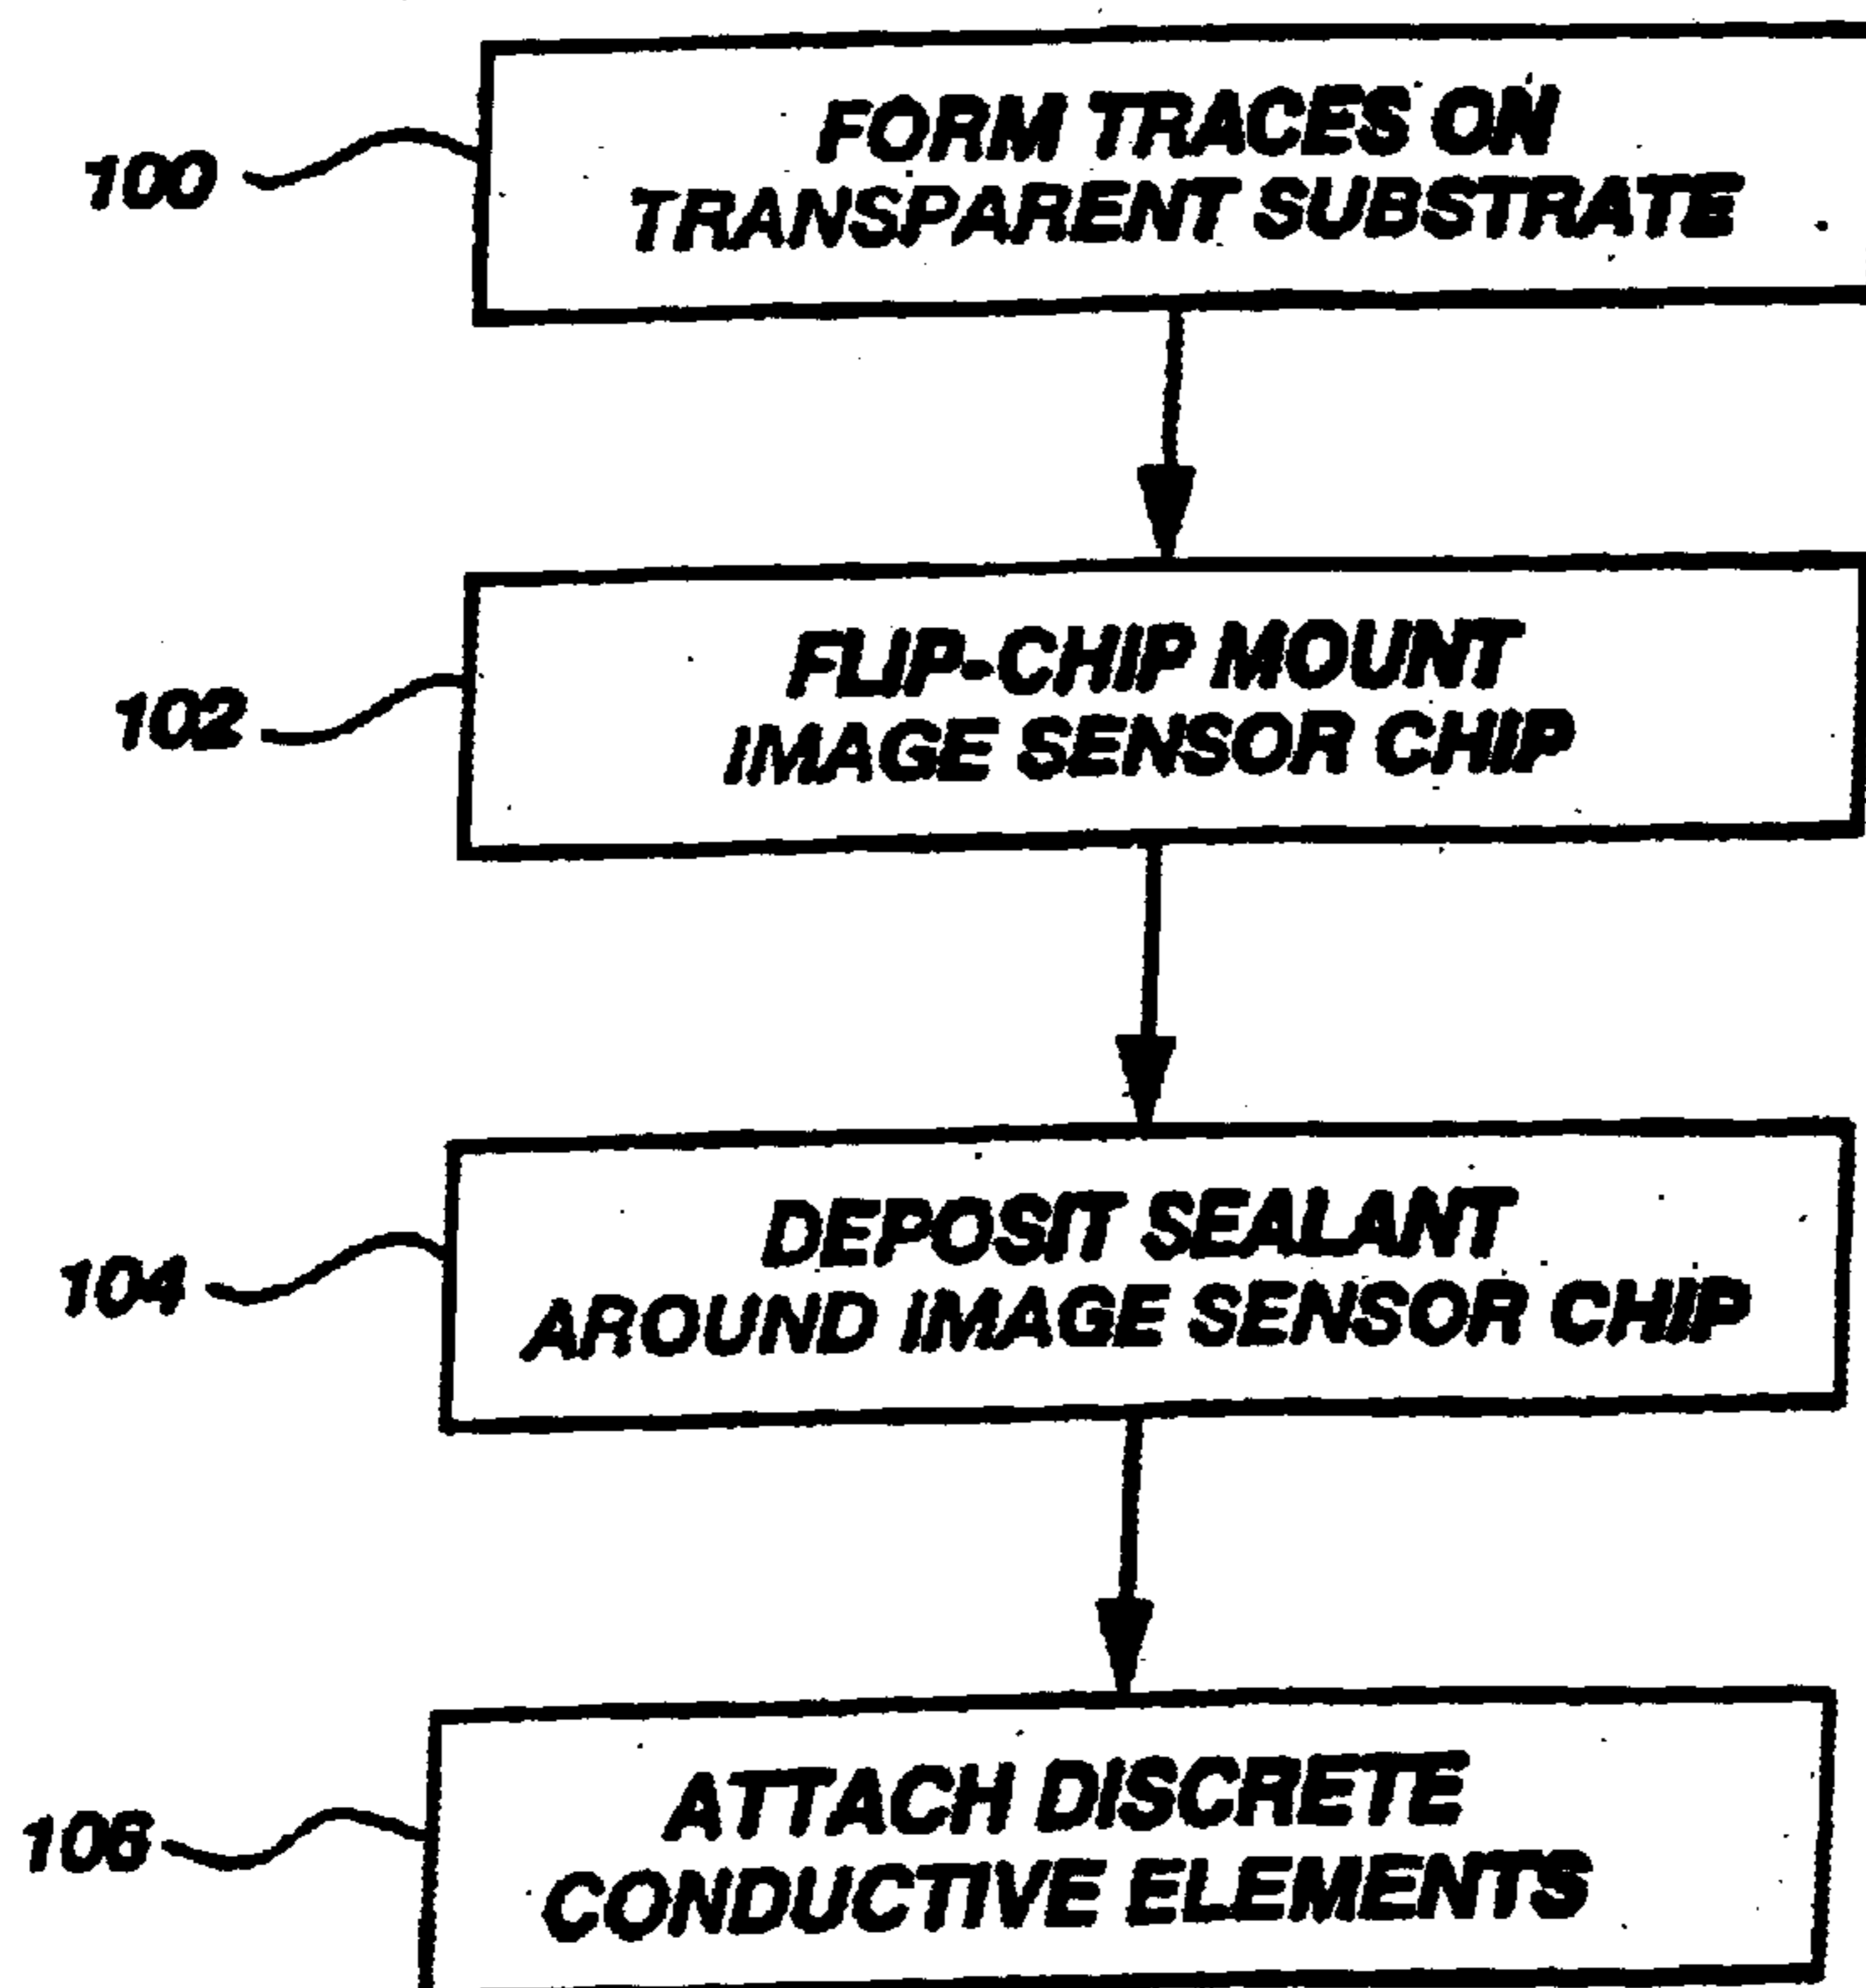 100
FORM TRACES ON
TRANSPARENT SUBSTRATE
102
FLIP-CHIP MOUNT
IMAGE SENSOR CHIP
104
DEPOSIT SEALANT
AROUND IMAGE SENSOR CHIP
ATTACH DISCRETE
CONDUCTIVE ELEMENTS